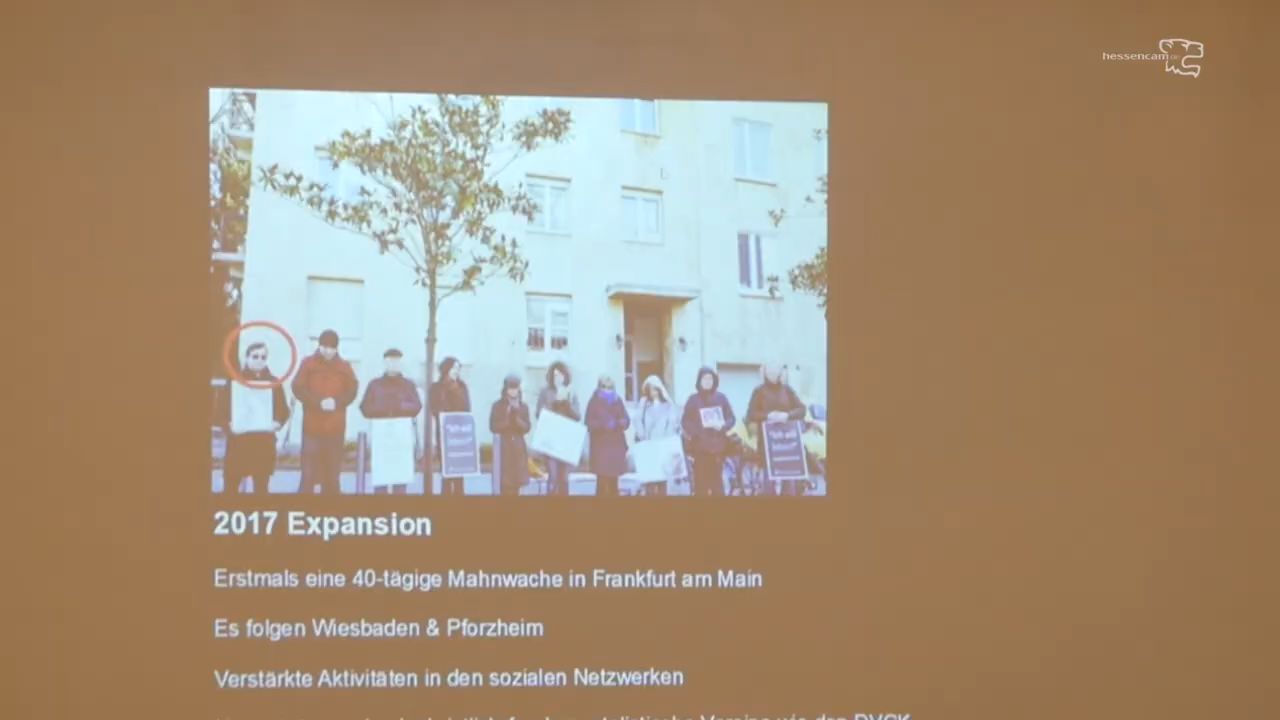 hessencam
2017 Expansion
Erstmals eine 40-tägige Mahnwache in Frankfurt am Main
Es folgen Wiesbaden & Pforzheim
Verstärkte Aktivitäten in den sozialen Netzwerken